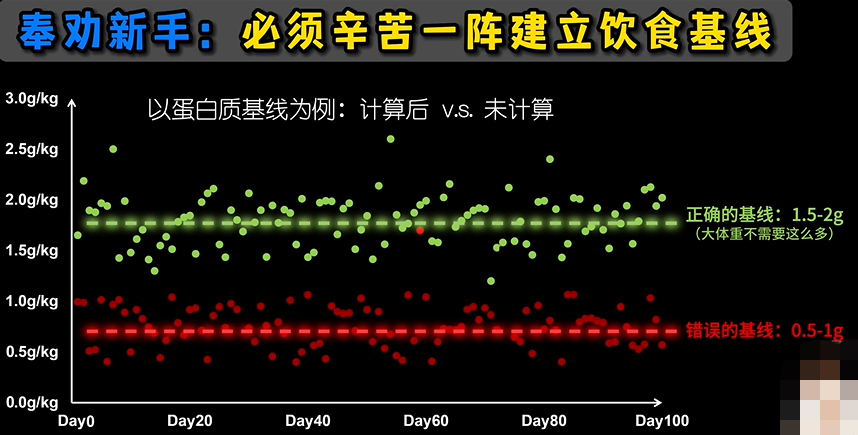 奉劝新手：必须辛苦一阵建立饮食基线
以蛋白质基线为例：计算后 v.s. 未计算
3.0g/kg
2.5g/kg
2.0g/kg
1.5g/kg
1.0g/kg
0.5g/kg
0.0g/kg
正确的基线：1.5-2g
（大体重不需要这么多）
错误的基线：0.5-1g
Day0
Day20
Day40
Day60
Day80
Day100